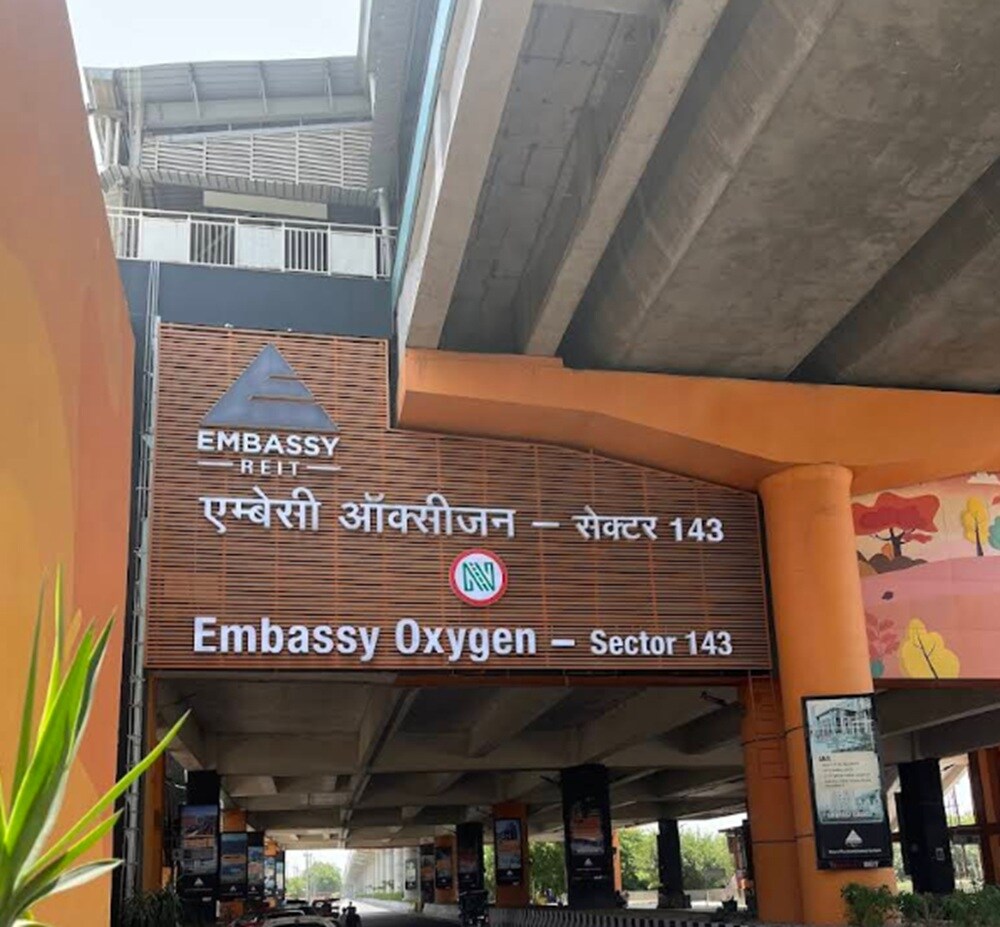 EMBASSY
REIT
एम्बेसी ऑक्सीजन – सेक्टर 143
Embassy Oxygen – Sector 143